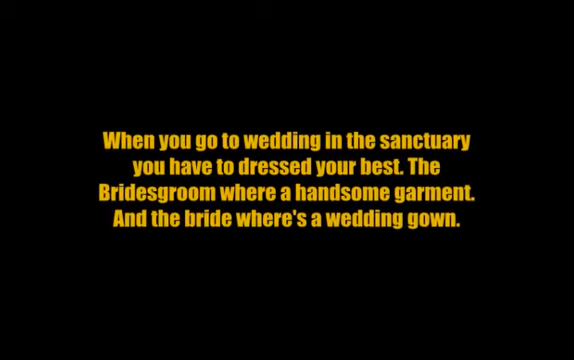 When you go to wedding in the sanctuary
you have to dressed your best. The
Bridesgroom where a handsome garment.
And the bride where's a wedding gown.